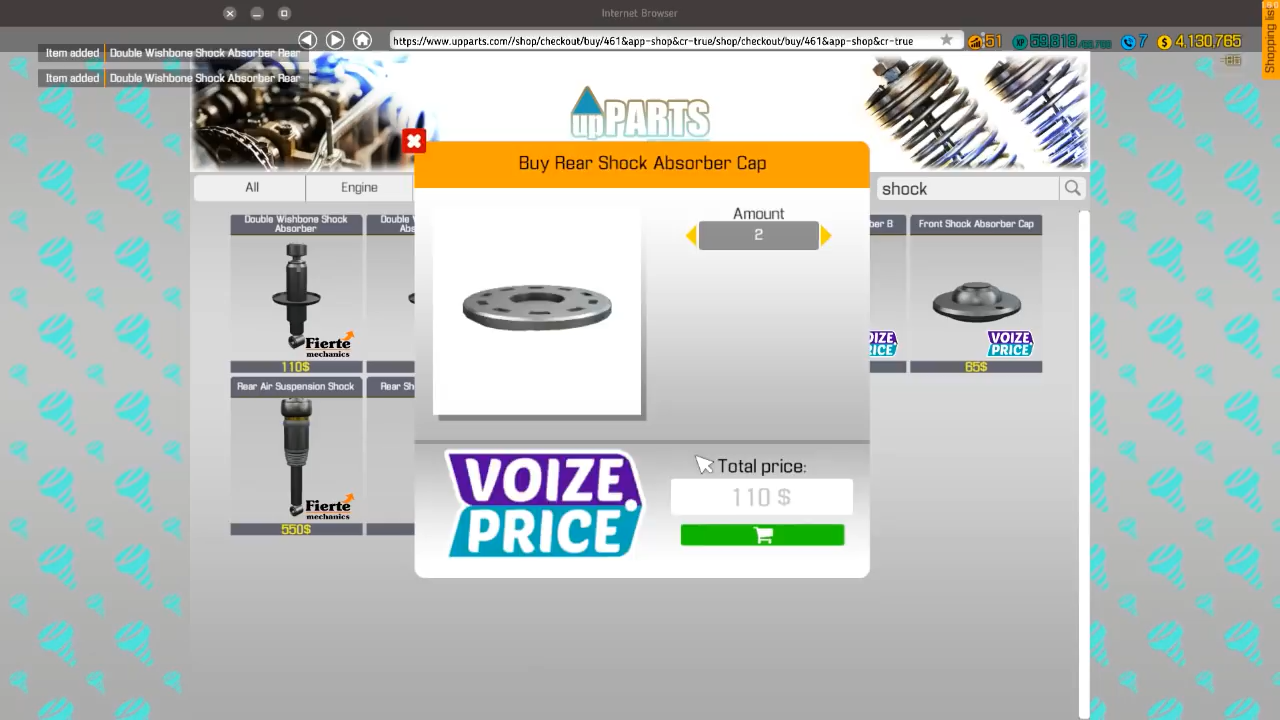 Internet Browser
Shopping list
https://www.upparts.com//shop/checkout/buy/461&app-shop&cr-true/shop/checkout/buy/461&app-shop&cr-true
51
7
$ 4,130,765
Item added Double Wishbone Shock Absorber Rear
Item added Double Wishbone Shock Absorber Rear
upPARTS
Buy Rear Shock Absorber Cap
All
Engine
shock
Amount
2
Double Wishbone Shock
Absorber
Front Shock Absorber Cap
Fierte
mechanics
VOIZE
PRICE
110$
65$
Rear Air Suspension Shock
Rear
Fierte
mechanics
550$
VOIZE
PRICE
Total price:
110 $